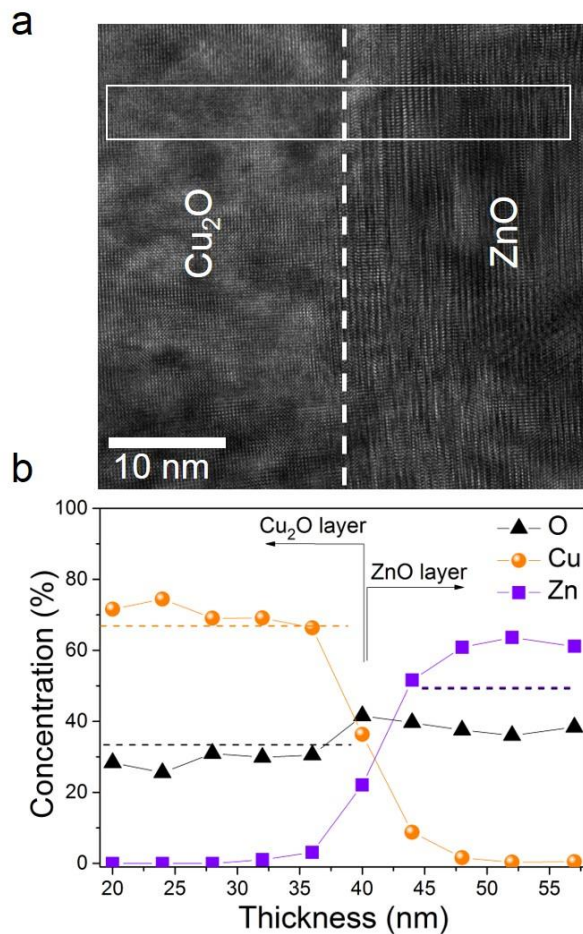 a
Cu₂O
ZnO
10 nm
b
Cu₂O layer
ZnO layer
O
Cu
Zn
Concentration (%)
100
80
60
40
20
0
20 25 30 35 40 45 50 55
Thickness (nm)